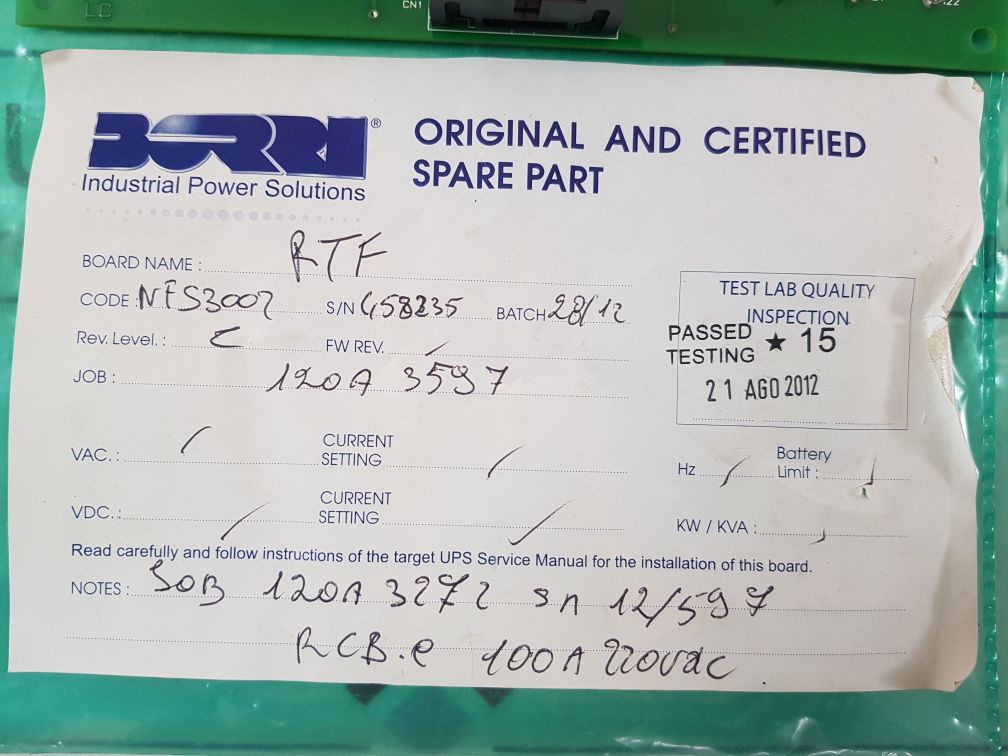 LC
CN1
BORRI®
Industrial Power Solutions
ORIGINAL AND CERTIFIED
SPARE PART
BOARD NAME : RTF
CODE : NFS3007 S/N 458235 BATCH 28/12
Rev. Level. : C FW REV. /
JOB : 120A 3597
TEST LAB QUALITY
INSPECTION
PASSED
TESTING ★ 15
21 AGO 2012
VAC. : / CURRENT
SETTING /
Hz / Battery
Limit : /
VDC. : / CURRENT
SETTING /
KW / KVA : /
Read carefully and follow instructions of the target UPS Service Manual for the installation of this board.
NOTES : JOB 120A 3272 SN 12/597
RCB.e 100A 220vdc